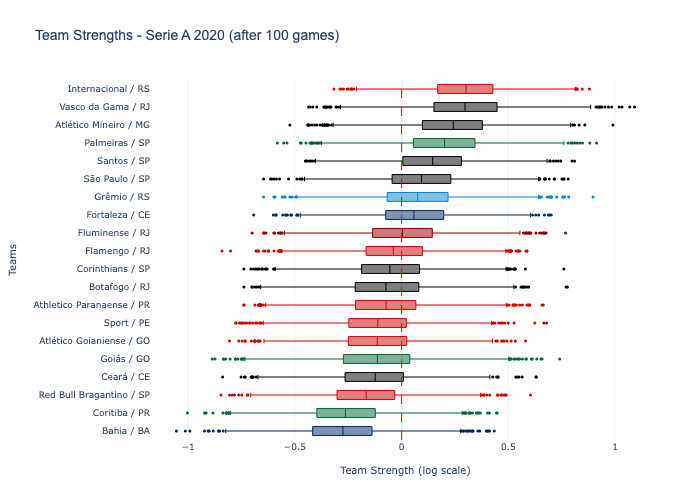 Team Strengths - Serie A 2020 (after 100 games)
Internacional / RS
Vasco da Gama / RJ
Atlético Mineiro / MG
Palmeiras / SP
Santos / SP
São Paulo / SP
Grêmio / RS
Fortaleza / CE
Fluminense / RJ
Flamengo / RJ
Corinthians / SP
Botafogo / RJ
Athletico Paranaense / PR
Sport / PE
Atlético Goianiense / GO
Goiás / GO
Ceará / CE
Red Bull Bragantino / SP
Coritiba / PR
Bahia / BA
Teams
−1 −0.5 0 0.5 1
Team Strength (log scale)